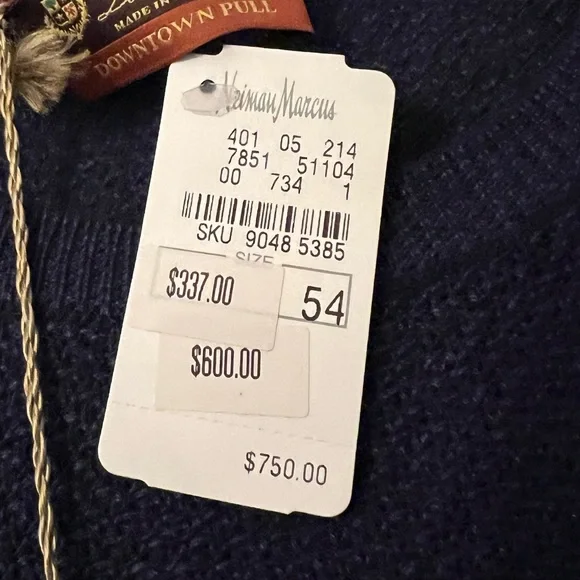 MADE IN
DOWNTOWN PULL
Neiman Marcus
401 05 214
7851 51104
00 734 1
SKU 9048 5385
SIZE
$337.00
54
$600.00
$750.00